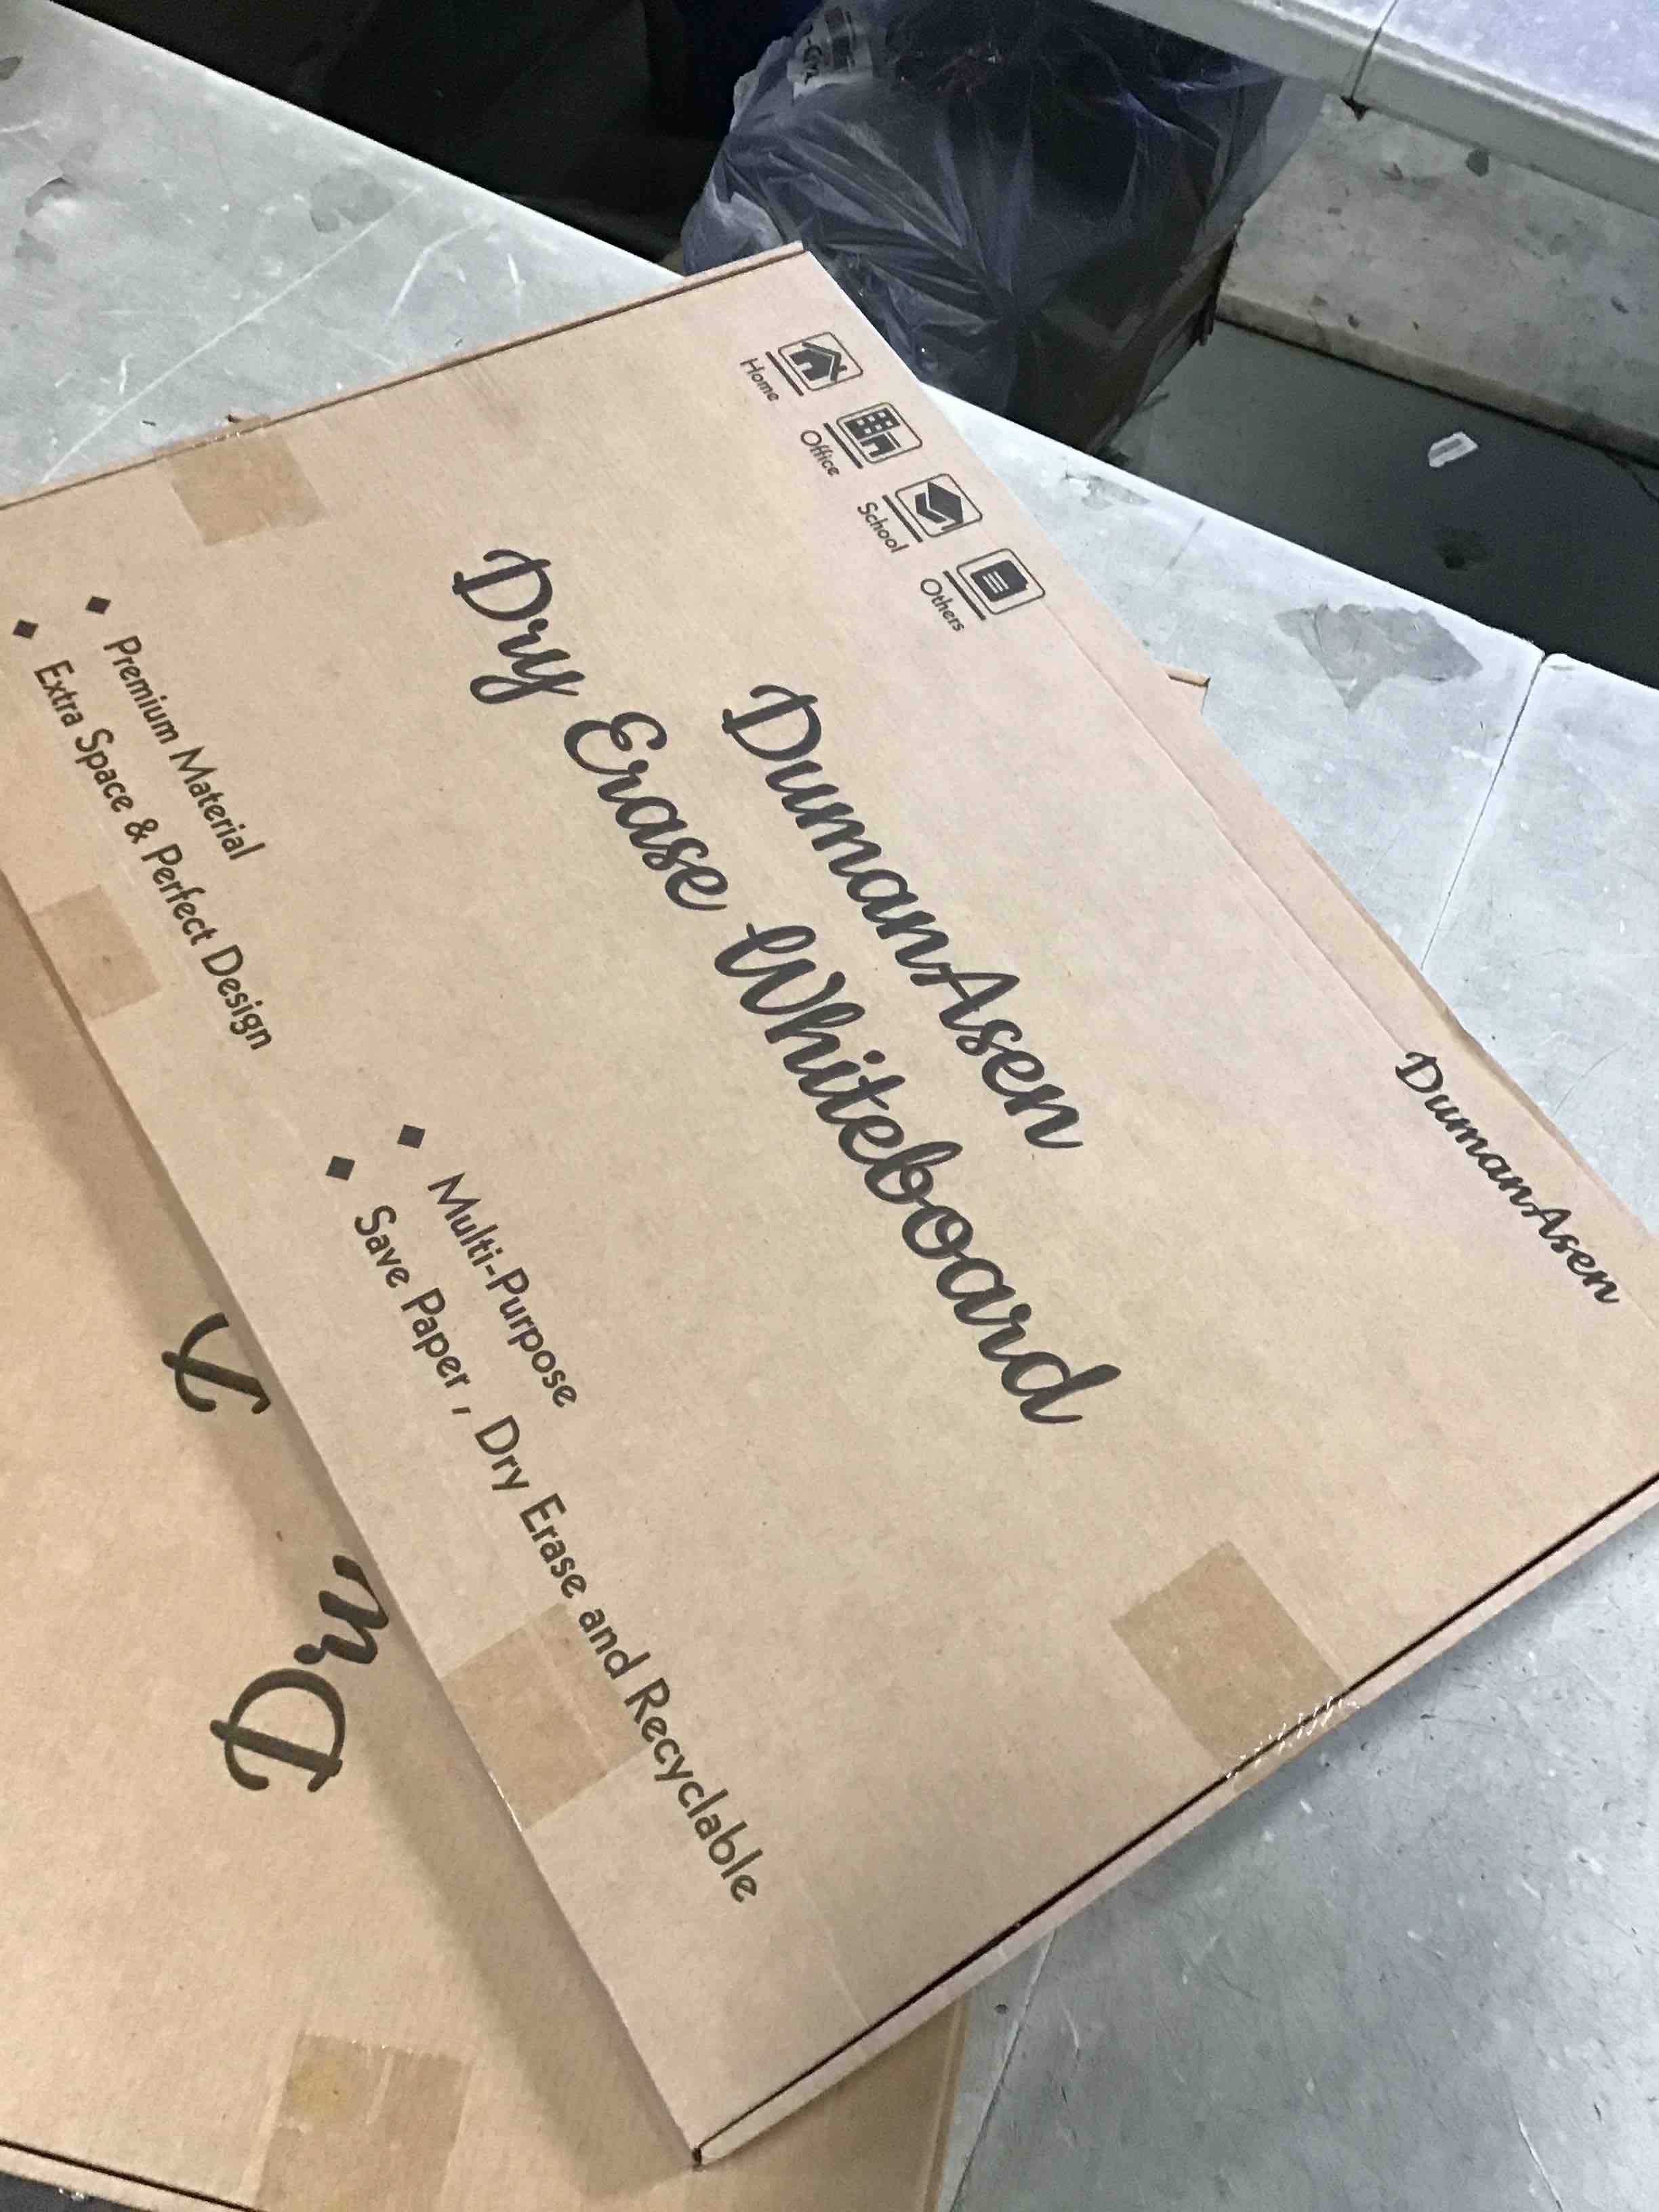 Home
Office
School
Others
DumanAsen
DumanAsen
Dry Erase Whiteboard
Premium Material
Extra Space & Perfect Design
Multi-Purpose
Save Paper , Dry Erase and Recyclable